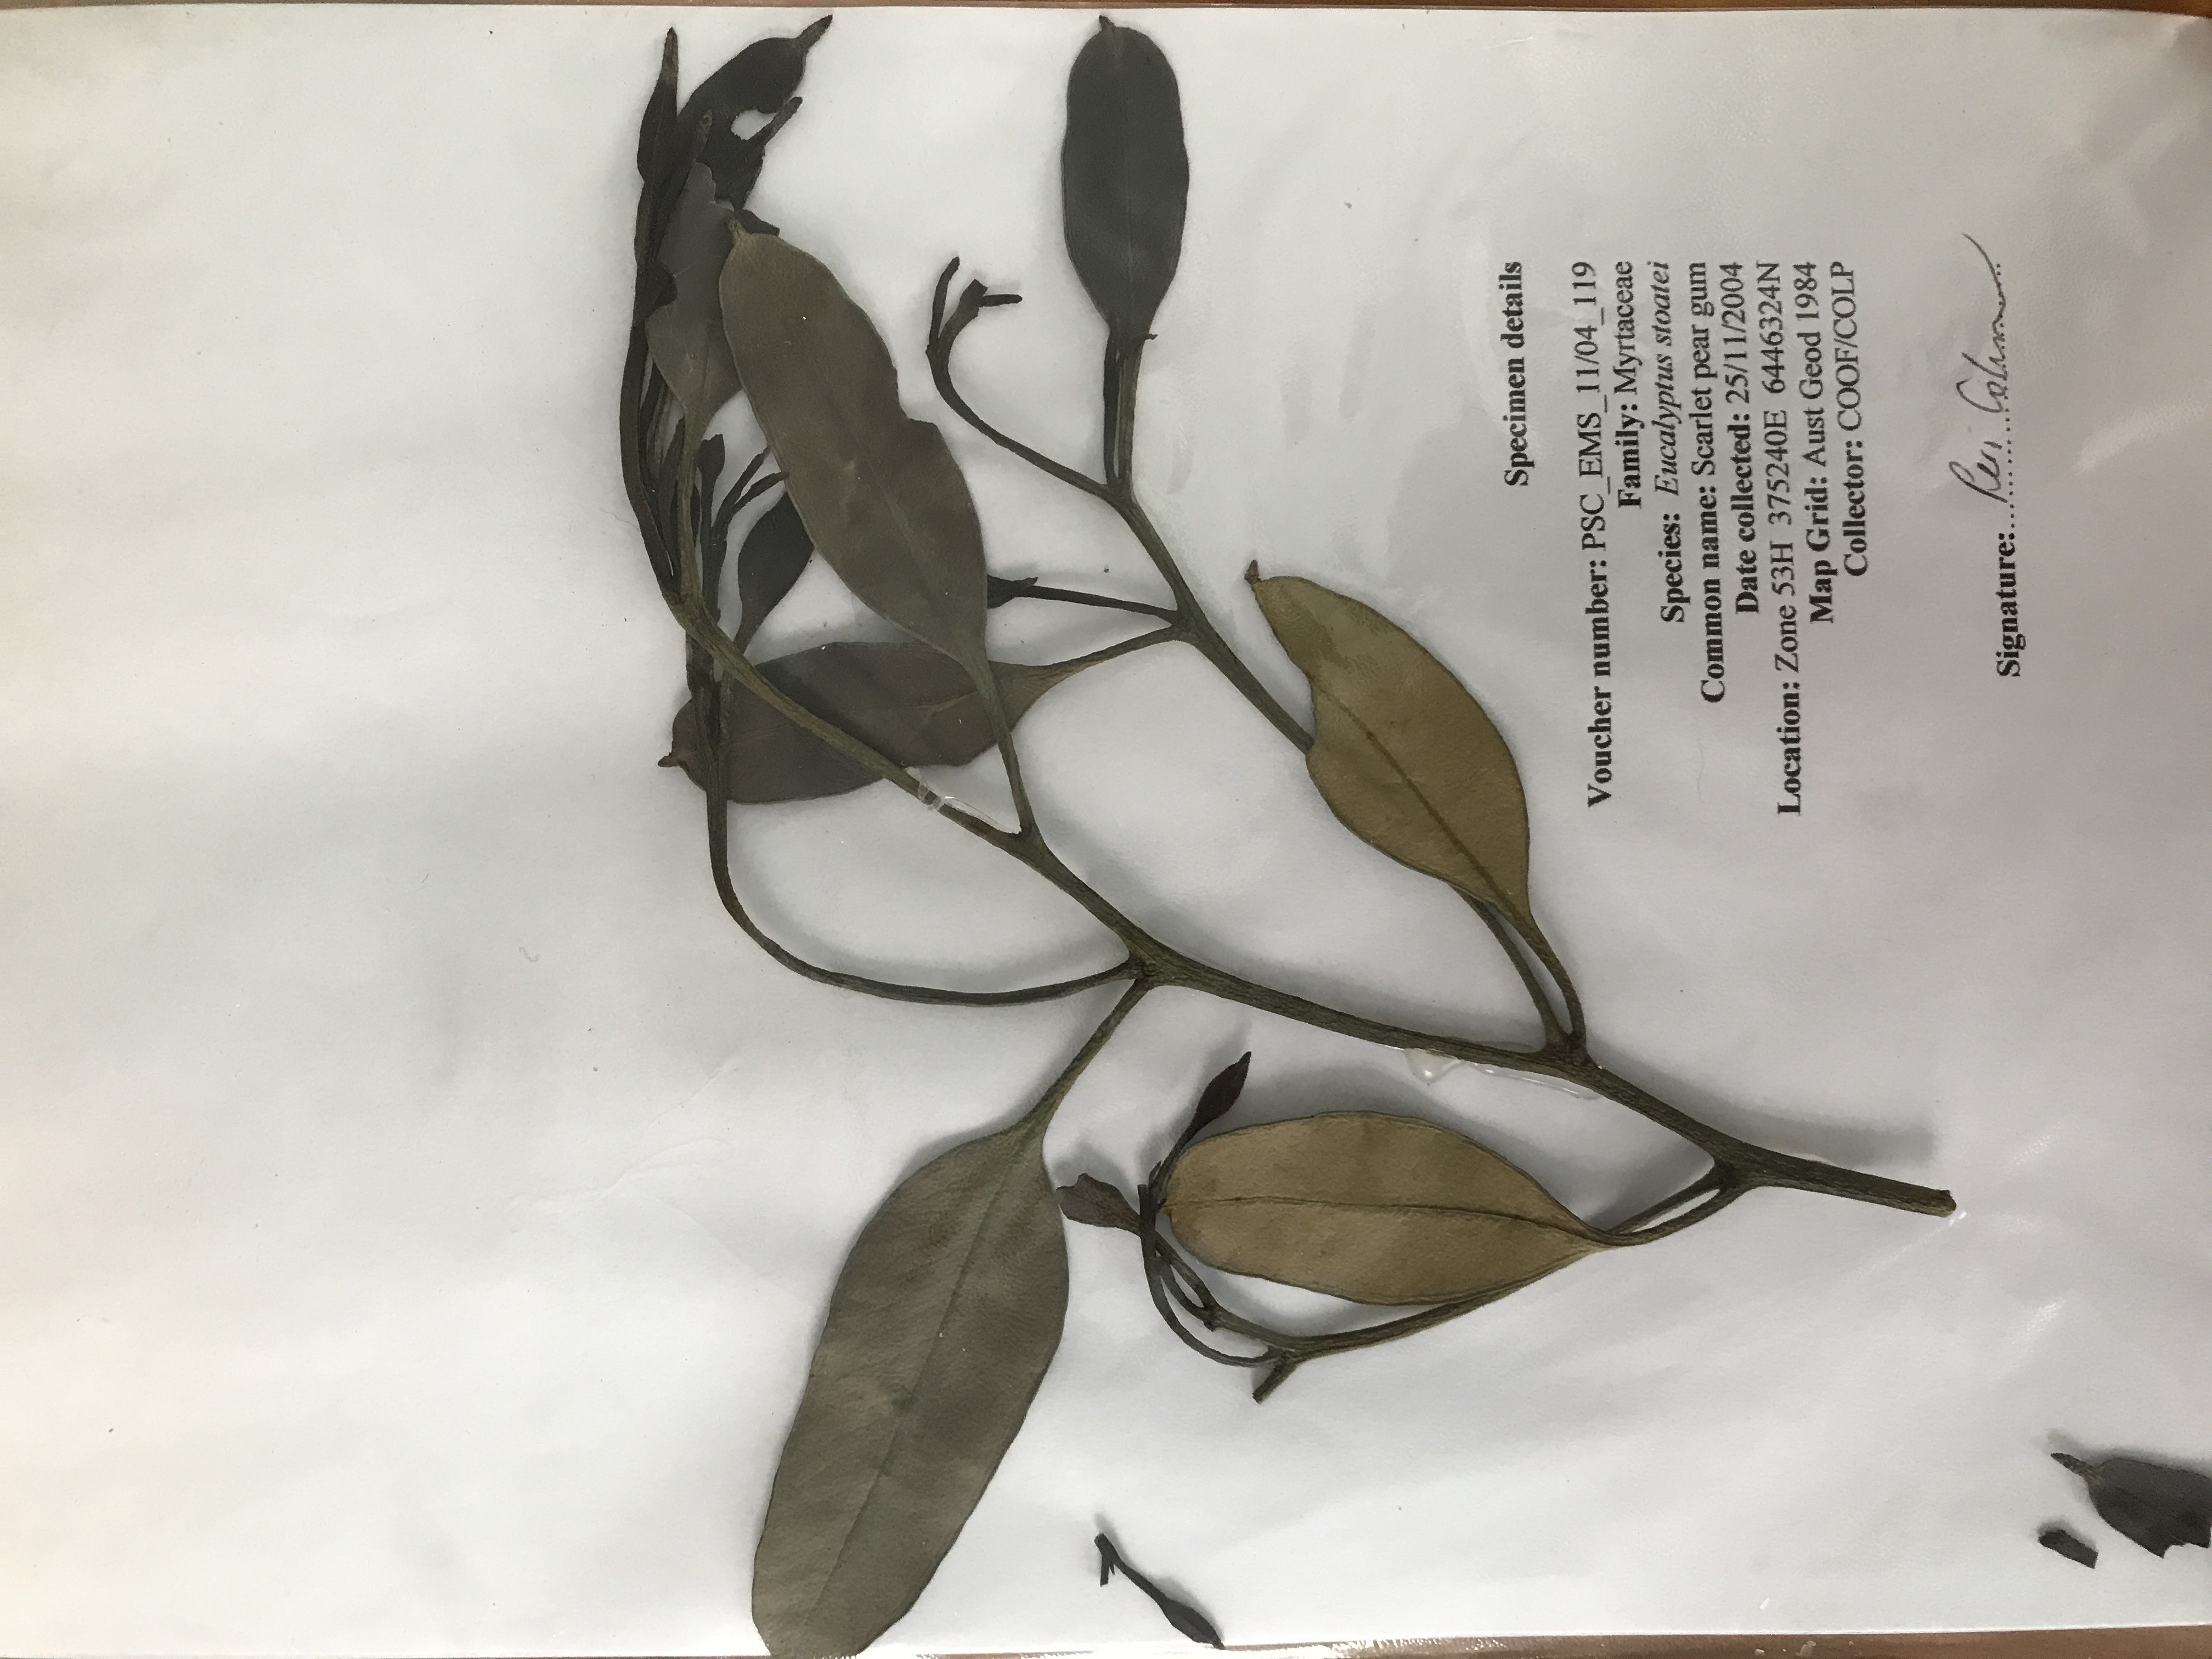 Specimen details
Voucher number: PSC_EMS_11/04_119
Family: Myrtaceae
Species: Eucalyptus stoatei
Common name: Scarlet pear gum
Date collected: 25/11/2004
Location: Zone 53H 375240E 6446324N
Map Grid: Aust Geod 1984
Collector: COOF/COLP
Signature: